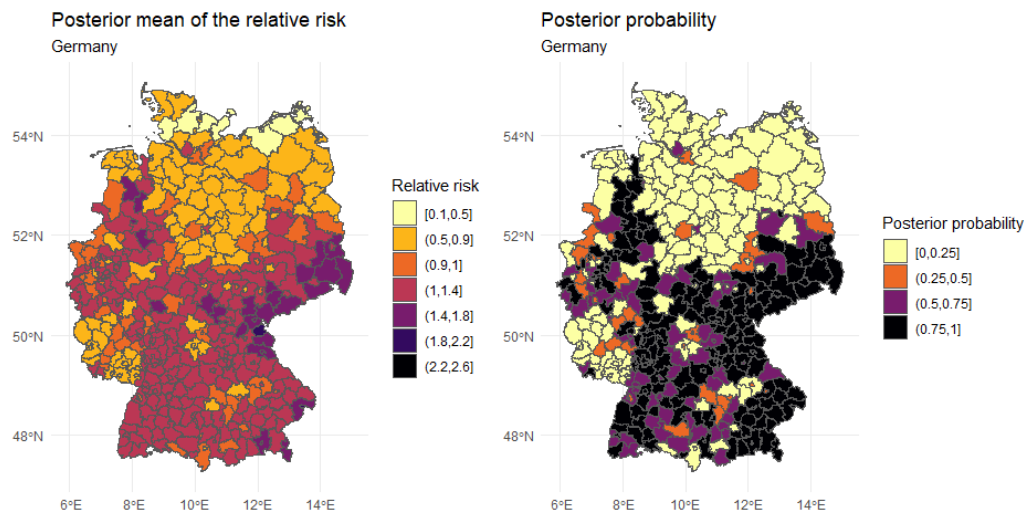 Posterior mean of the relative risk
Germany
54°N
52°N
50°N
48°N
6°E 8°E 10°E 12°E 14°E
Relative risk
[0.1,0.5]
(0.5,0.9]
(0.9,1]
(1,1.4]
(1.4,1.8]
(1.8,2.2]
(2.2,2.6]
Posterior probability
Germany
54°N
52°N
50°N
48°N
6°E 8°E 10°E 12°E 14°E
Posterior probability
[0,0.25]
(0.25,0.5]
(0.5,0.75]
(0.75,1]